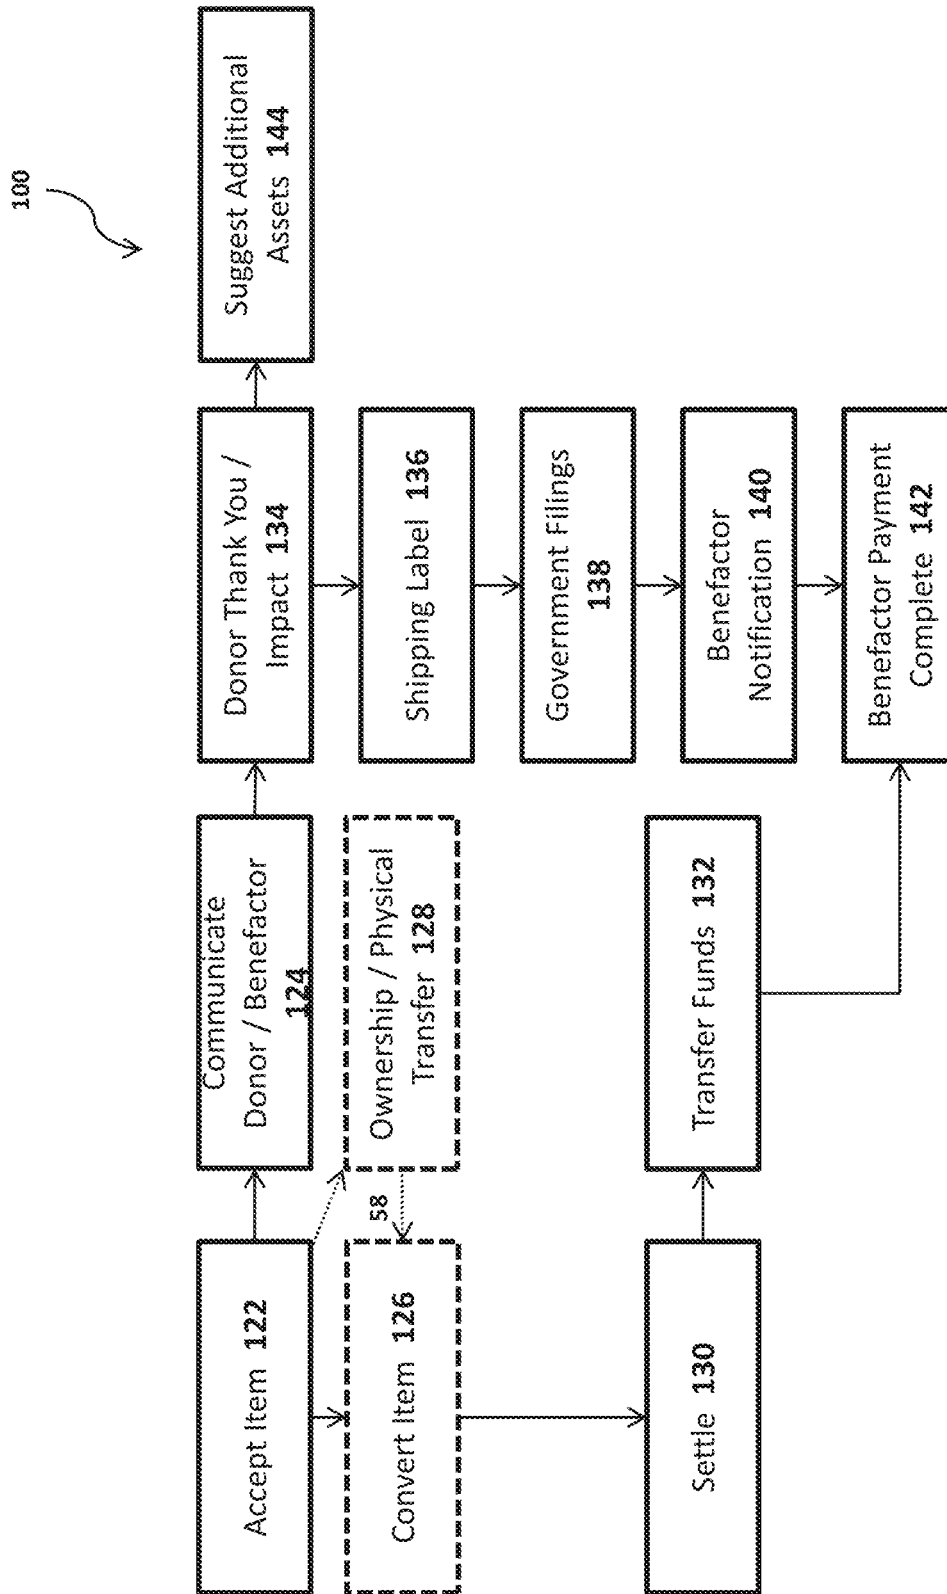 100
Accept Item 122
Communicate
Donor / Benefactor
124
Donor Thank You /
Impact 134
Suggest Additional
Assets 144
Convert Item 126
58
Ownership / Physical
Transfer 128
Shipping Label 136
Government Filings
138
Benefactor
Notification 140
Settle 130
Transfer Funds 132
Benefactor Payment
Complete 142